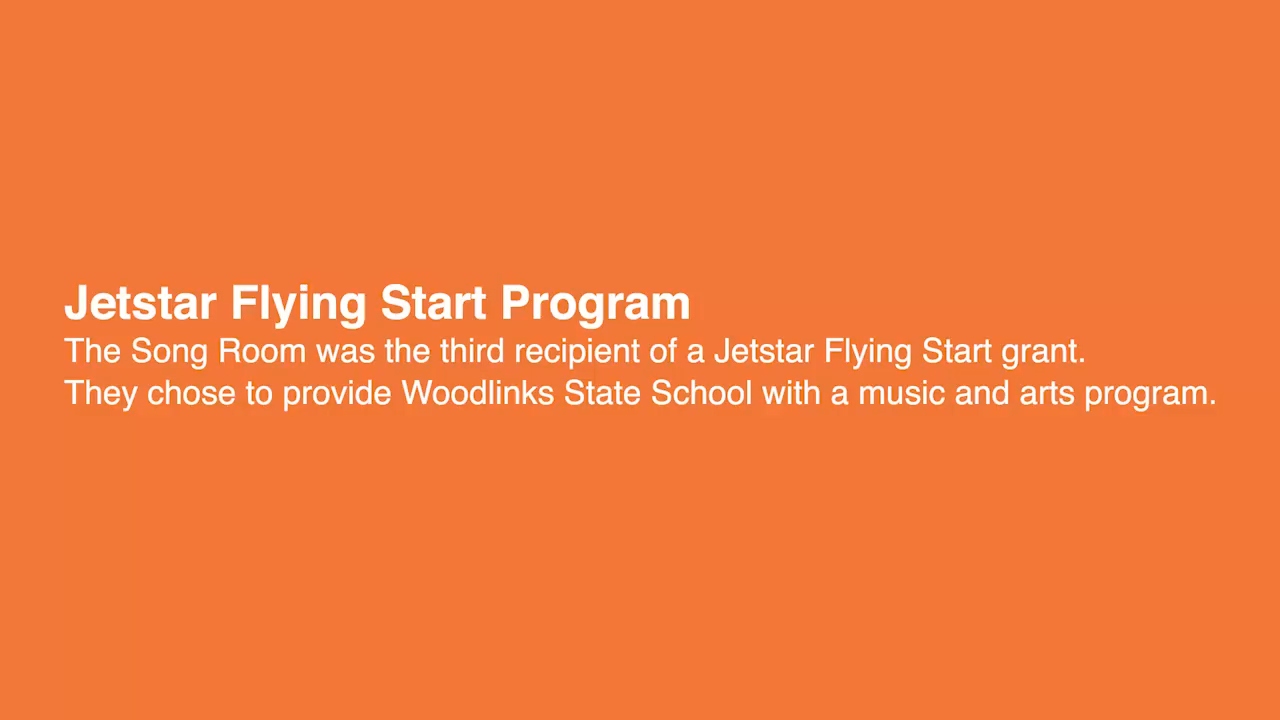 Jetstar Flying Start Program
The Song Room was the third recipient of a Jetstar Flying Start grant.
They chose to provide Woodlinks State School with a music and arts program.